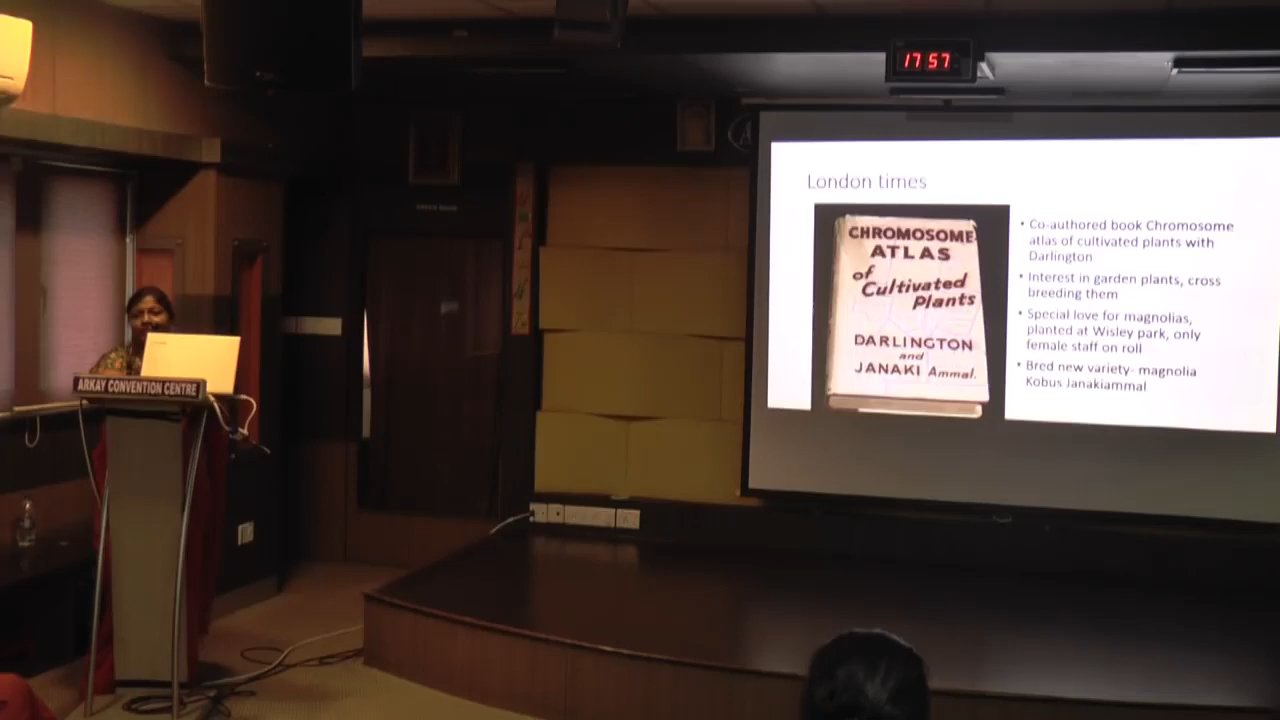 17 57
London times
CHROMOSOME
ATLAS
of
Cultivated
Plants
DARLINGTON
and
JANAKI Ammal.
• Co-authored book Chromosome
atlas of cultivated plants with
Darlington
• Interest in garden plants, cross
breeding them
• Special love for magnolias,
planted at Wisley park, only
female staff on roll
• Bred new variety- magnolia
Kobus Janakiammal
ARKAY CONVENTION CENTRE